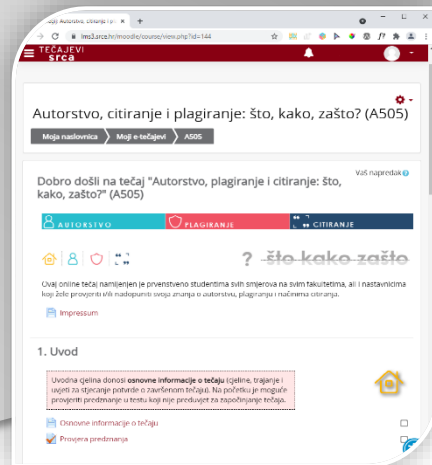 lms3.srce.hr/moodle/course/view.php?id=144
TEČAJEVI
srca
Autorstvo, citiranje i plagiranje: što, kako, zašto? (A505)
Moja naslovnica
Moji e-tečajevi
A505
Vaš napredak
Dobro došli na tečaj "Autorstvo, plagiranje i citiranje: što,
kako, zašto?" (A505)
AUTORSTVO
PLAGIRANJE
CITIRANJE
? što kako zašto
Ovaj online tečaj namijenjen je prvenstveno studentima svih smjerova na svim fakultetima, ali i nastavnicima
koji žele provjeriti i/ili nadopuniti svoja znanja o autorstvu, plagiranju i načinima citiranja.
Impressum
1. Uvod
Uvodna cjelina donosi osnovne informacije o tečaju (cjeline, trajanje i
uvjeti za stjecanje potvrde o završenom tečaju). Na početku je moguće
provjeriti predznanje u testu koji nije preduvjet za započinjanje tečaja.
Osnovne informacije o tečaju
Provjera predznanja